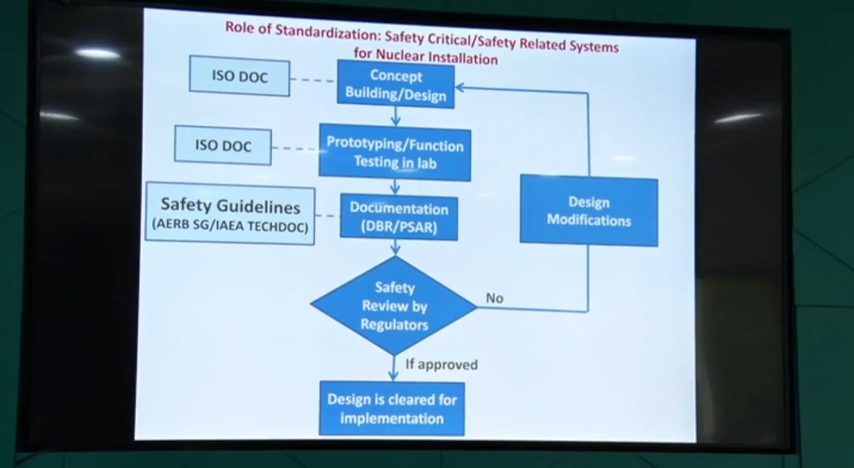 Role of Standardization: Safety Critical/Safety Related Systems
for Nuclear Installation
ISO DOC
Concept
Building/Design
ISO DOC
Prototyping/Function
Testing in lab
Safety Guidelines
(AERB SG/IAEA TECHDOC)
Documentation
(DBR/PSAR)
Design
Modifications
Safety
Review by
Regulators
No
If approved
Design is cleared for
implementation